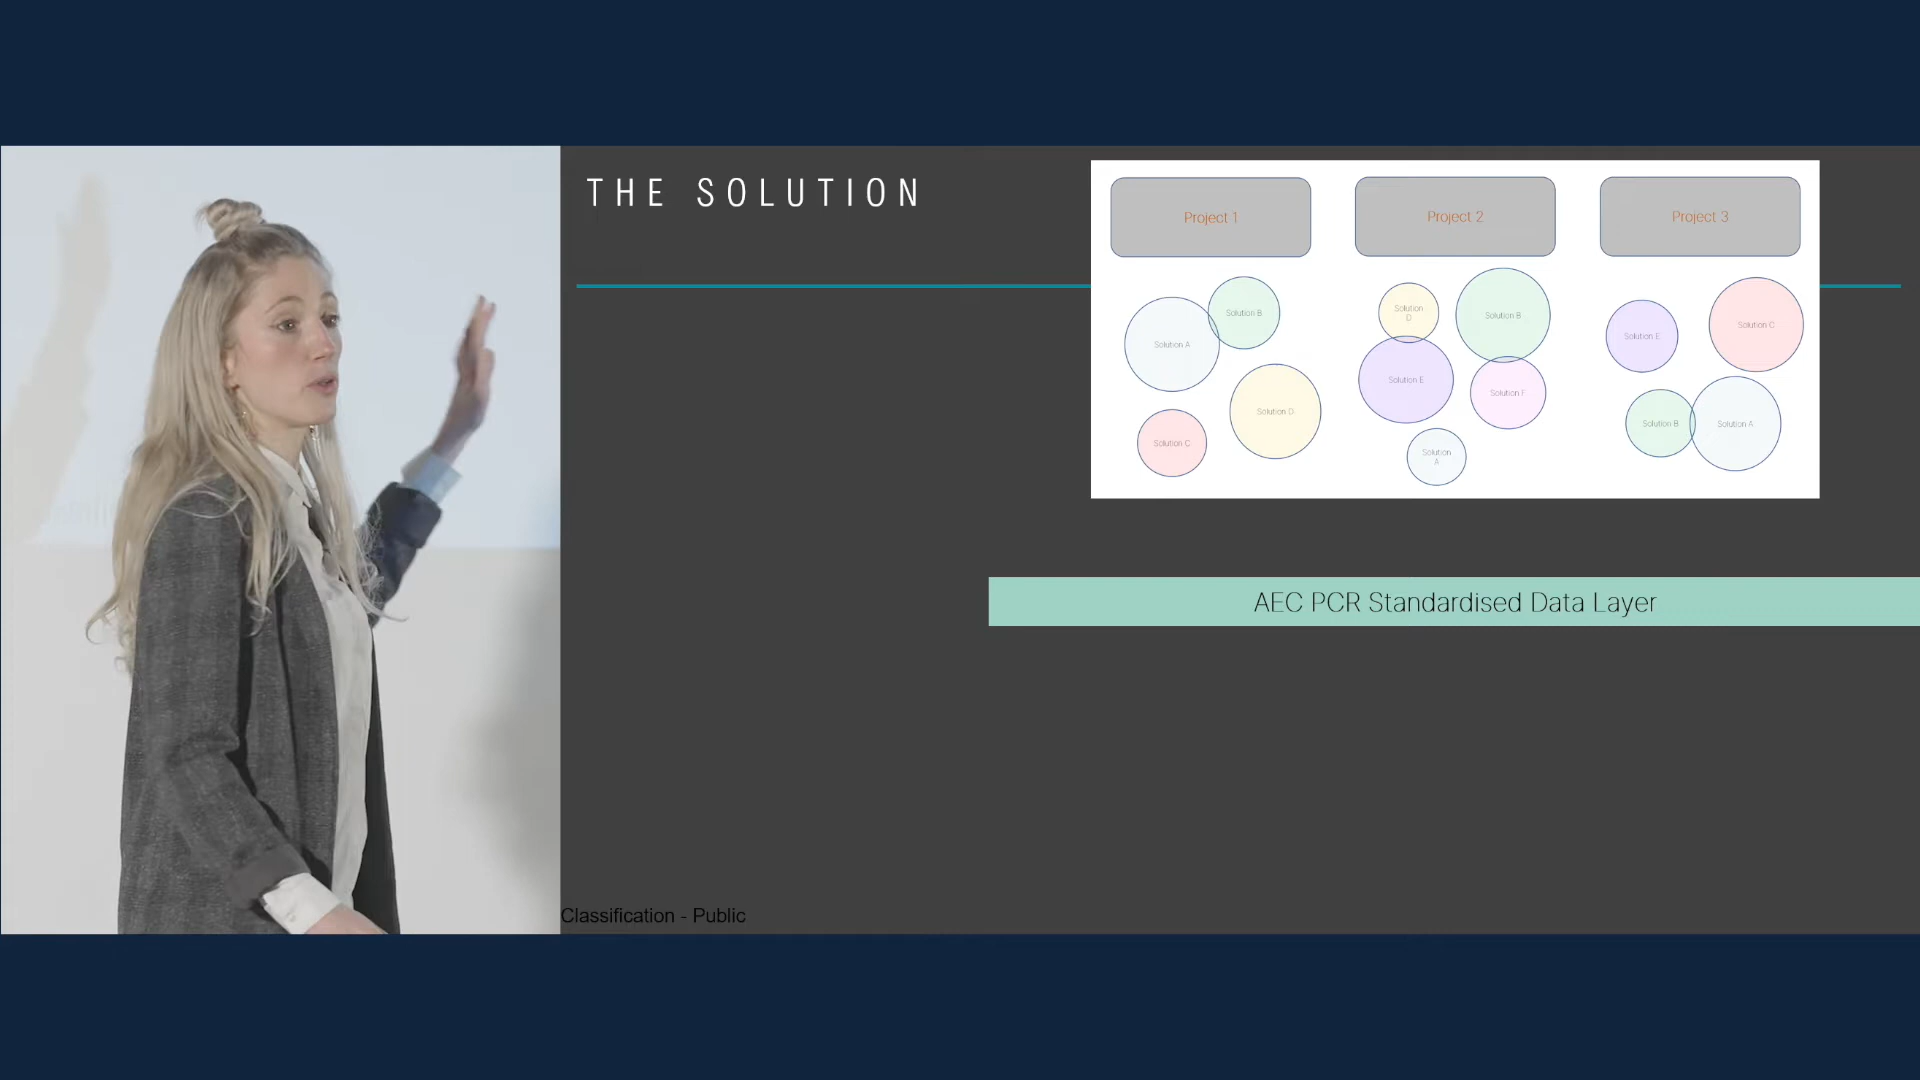 THE SOLUTION
Project 1
Project 2
Project 3
Solution A
Solution B
Solution C
Solution D
Solution
D
Solution B
Solution E
Solution F
Solution
A
Solution E
Solution C
Solution B
Solution A
AEC PCR Standardised Data Layer
Classification - Public